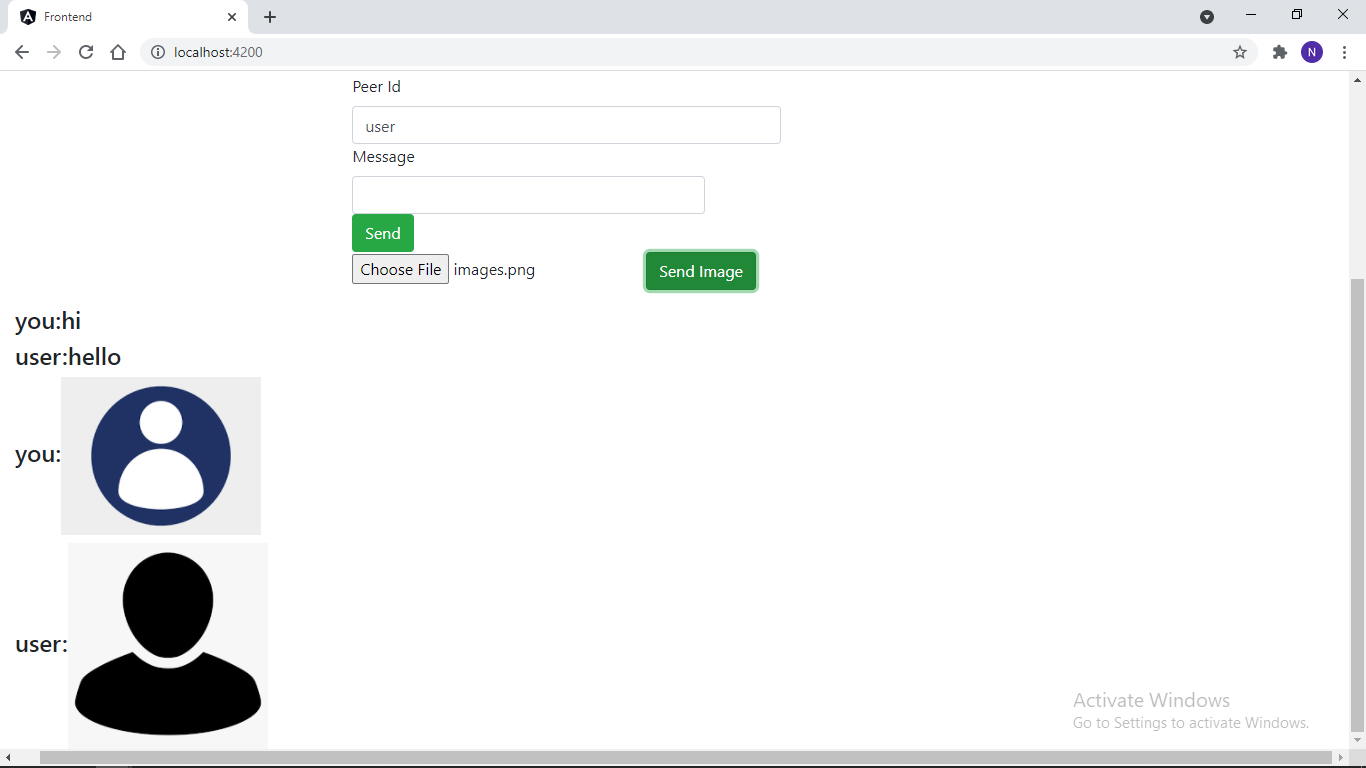 Frontend
N
localhost:4200
Peer Id
user
Message
Send
Choose File images.png
Send Image
you:hi
user:hello
you:
user:
Activate Windows
Go to Settings to activate Windows.